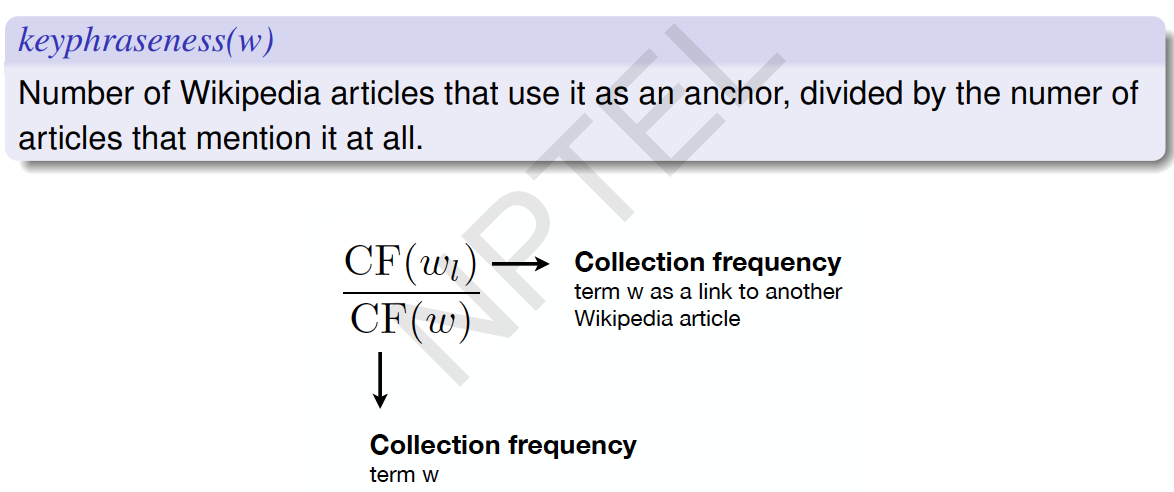 keyphraseness(w)
Number of Wikipedia articles that use it as an anchor, divided by the numer of
articles that mention it at all.
NPTEL
CF(w_l)
CF(w)
Collection frequency
term w as a link to another
Wikipedia article
Collection frequency
term w